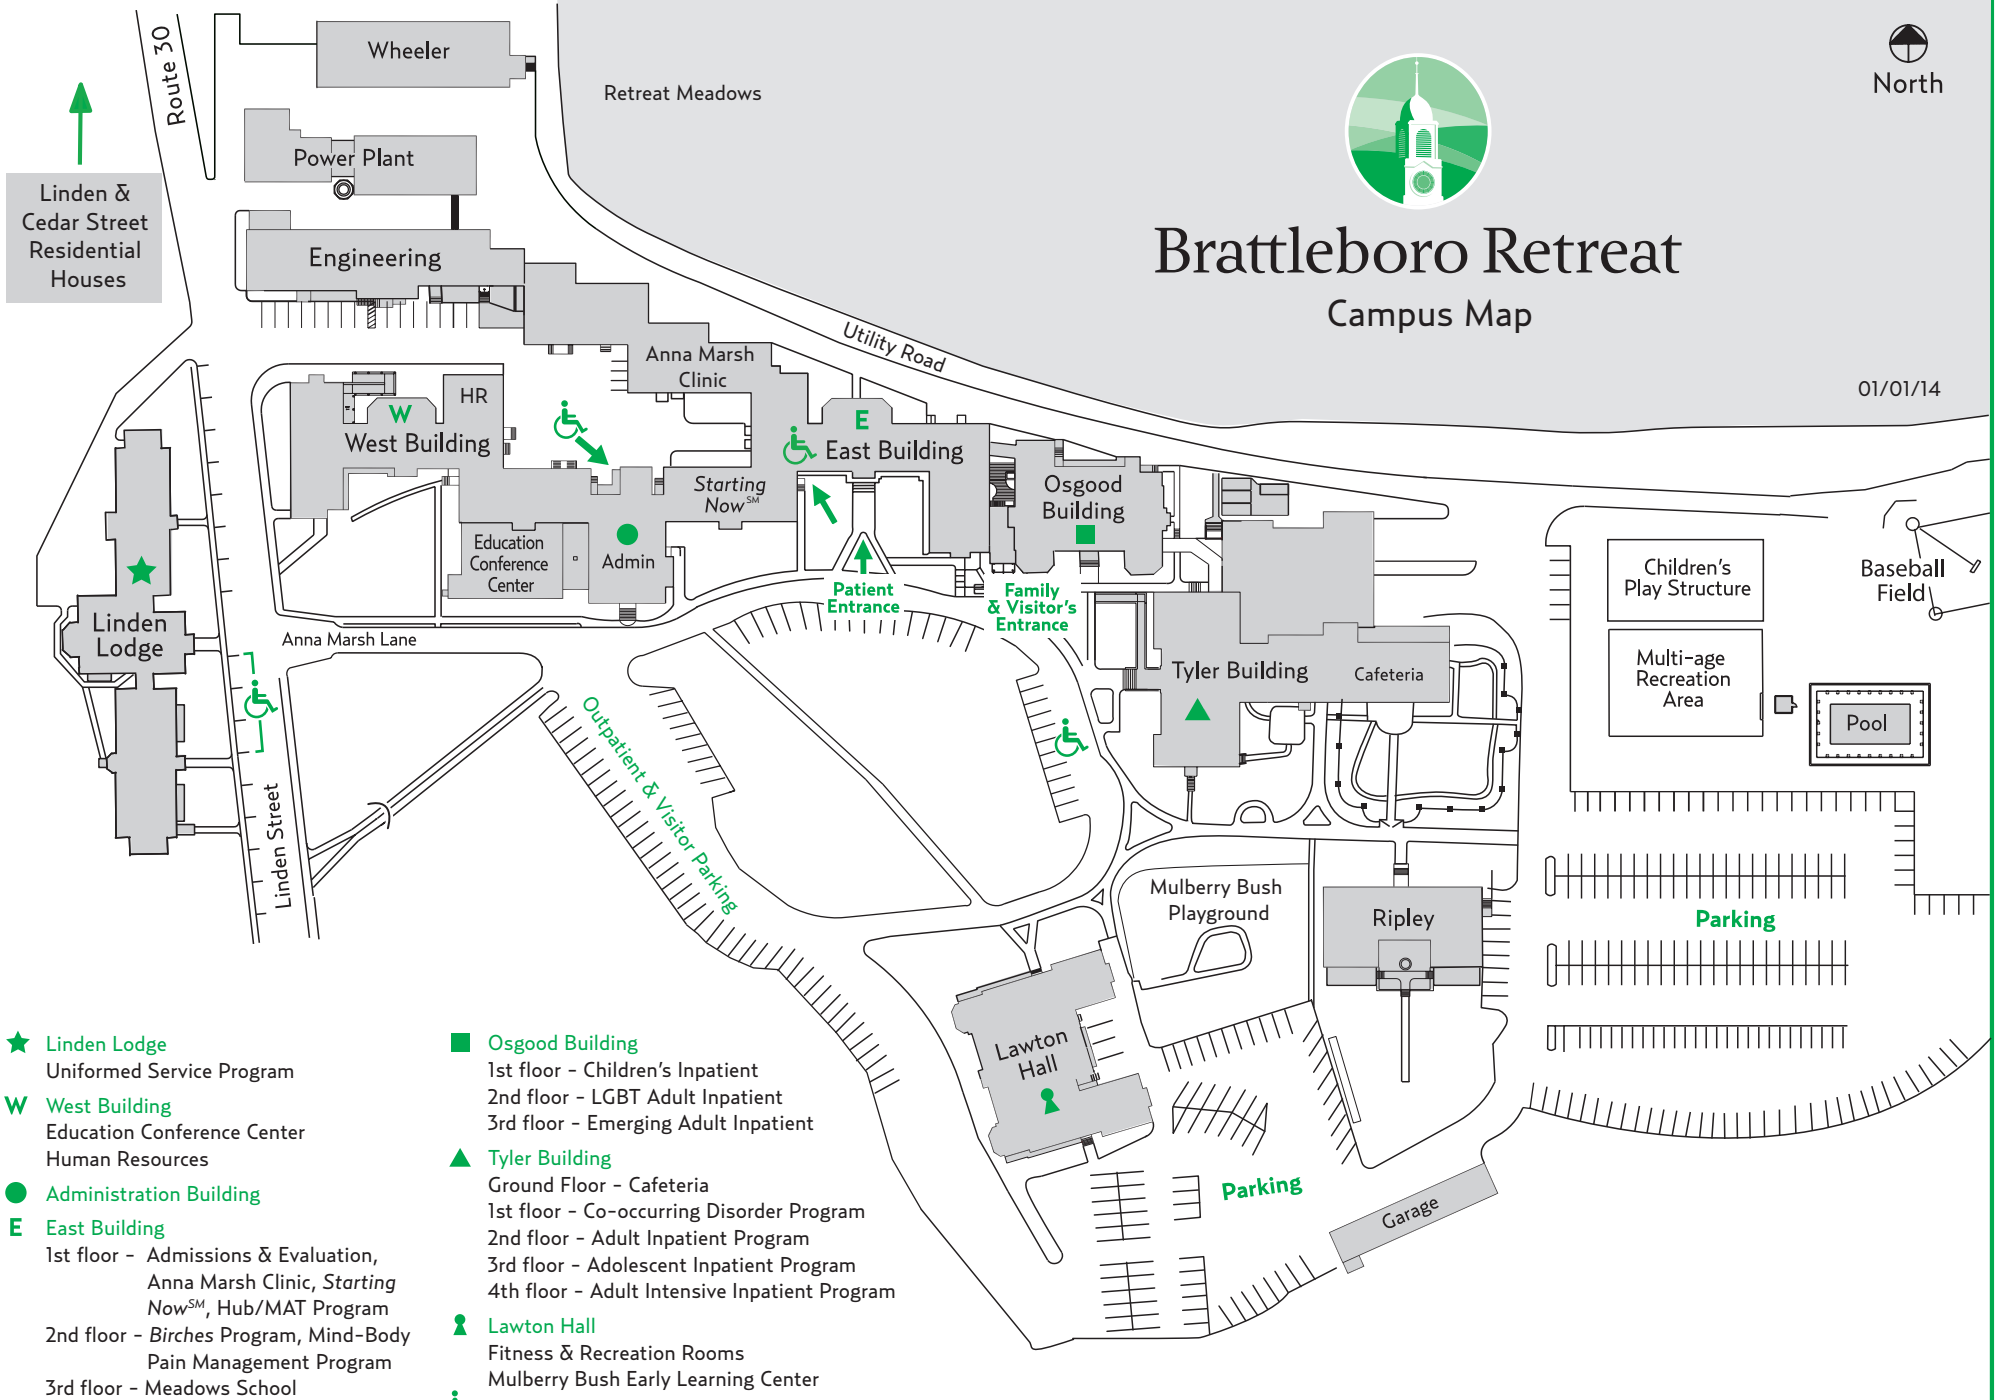 Route 30
Wheeler
Retreat Meadows
North
Power Plant
Linden &
Cedar Street
Residential
Houses
Engineering
Brattleboro Retreat
Campus Map
01/01/14
Utility Road
Anna Marsh
Clinic
HR
W
West Building
E
East Building
Starting
Now℠
Osgood
Building
Education
Conference
Center
Admin
Patient
Entrance
Family
& Visitor's
Entrance
Children's
Play Structure
Baseball
Field
Linden
Lodge
Anna Marsh Lane
Tyler Building
Cafeteria
Multi-age
Recreation
Area
Pool
Outpatient & Visitor Parking
Linden Street
Mulberry Bush
Playground
Ripley
Parking
Lawton
Hall
Parking
Garage
Linden Lodge
Uniformed Service Program
W West Building
Education Conference Center
Human Resources
Administration Building
E East Building
1st floor - Admissions & Evaluation,
Anna Marsh Clinic, Starting
Now℠, Hub/MAT Program
2nd floor - Birches Program, Mind-Body
Pain Management Program
3rd floor - Meadows School
Osgood Building
1st floor - Children's Inpatient
2nd floor - LGBT Adult Inpatient
3rd floor - Emerging Adult Inpatient
Tyler Building
Ground Floor - Cafeteria
1st floor - Co-occurring Disorder Program
2nd floor - Adult Inpatient Program
3rd floor - Adolescent Inpatient Program
4th floor - Adult Intensive Inpatient Program
Lawton Hall
Fitness & Recreation Rooms
Mulberry Bush Early Learning Center